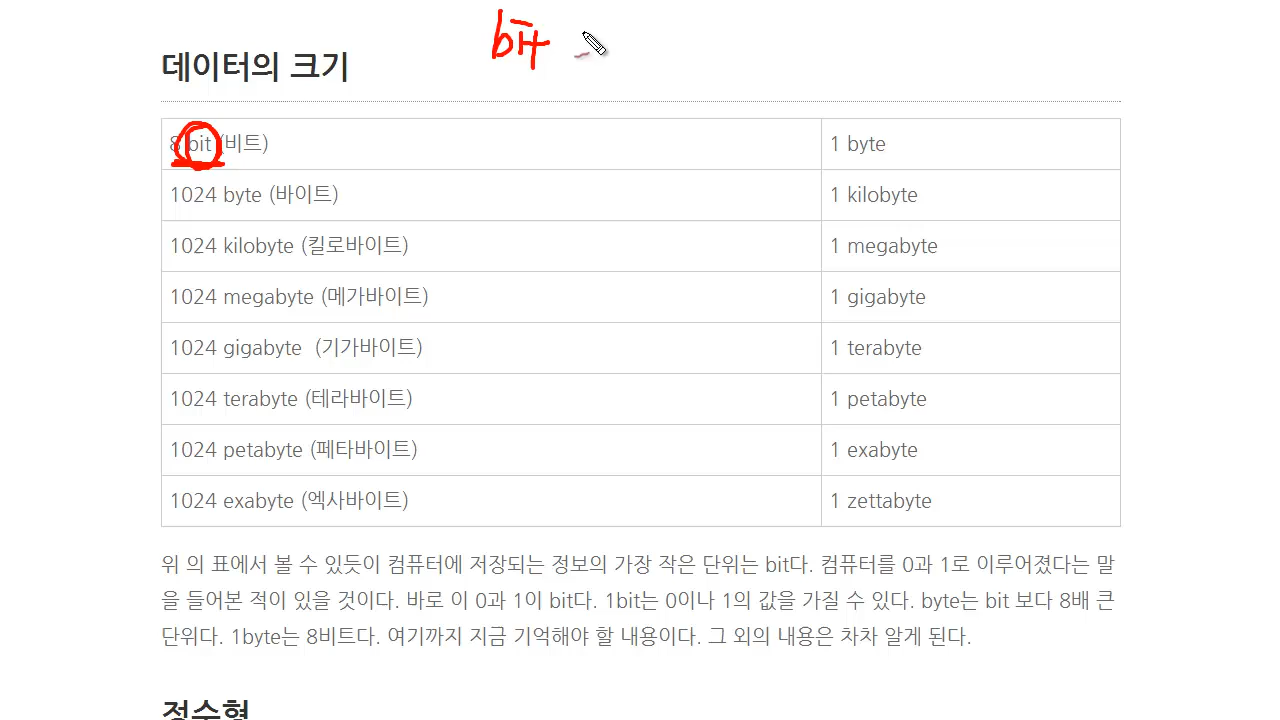 bit
데이터의 크기
8 bit (비트) 1 byte
1024 byte (바이트) 1 kilobyte
1024 kilobyte (킬로바이트) 1 megabyte
1024 megabyte (메가바이트) 1 gigabyte
1024 gigabyte (기가바이트) 1 terabyte
1024 terabyte (테라바이트) 1 petabyte
1024 petabyte (페타바이트) 1 exabyte
1024 exabyte (엑사바이트) 1 zettabyte
위 의 표에서 볼 수 있듯이 컴퓨터에 저장되는 정보의 가장 작은 단위는 bit다. 컴퓨터를 0과 1로 이루어졌다는 말
을 들어본 적이 있을 것이다. 바로 이 0과 1이 bit다. 1bit는 0이나 1의 값을 가질 수 있다. byte는 bit 보다 8배 큰
단위다. 1byte는 8비트다. 여기까지 지금 기억해야 할 내용이다. 그 외의 내용은 차차 알게 된다.
정수형